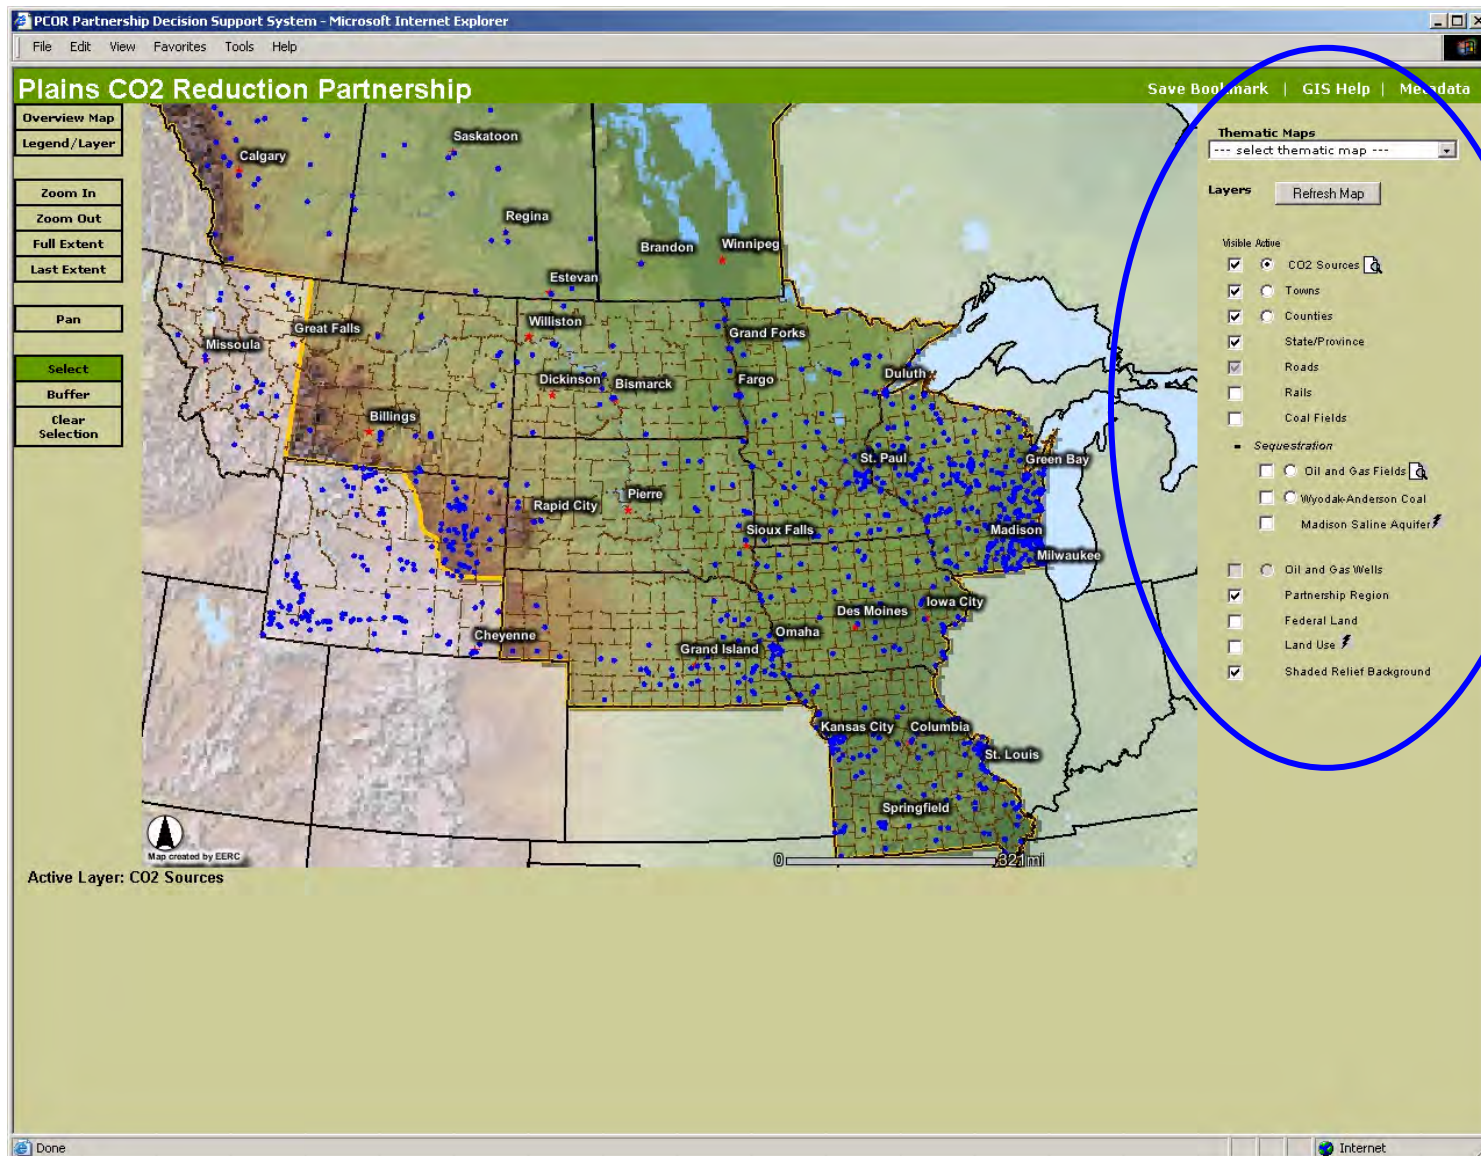 PCOR Partnership Decision Support System - Microsoft Internet Explorer
File Edit View Favorites Tools Help
Plains CO2 Reduction Partnership
Save Bookmark | GIS Help | Metadata
Overview Map
Legend/Layer
Zoom In
Zoom Out
Full Extent
Last Extent
Pan
Select
Buffer
Clear
Selection
Calgary
Saskatoon
Regina
Brandon
Winnipeg
Estevan
Williston
Grand Forks
Great Falls
Missoula
Dickinson
Bismarck
Fargo
Duluth
Billings
St. Paul
Green Bay
Rapid City
Pierre
Sioux Falls
Madison
Milwaukee
Des Moines
Iowa City
Cheyenne
Grand Island
Omaha
Kansas City
Columbia
St. Louis
Springfield
Map created by EERC
0 321mi
Thematic Maps
--- select thematic map ---
Layers Refresh Map
Visible Active
CO2 Sources
Towns
Counties
State/Province
Roads
Rails
Coal Fields
Sequestration
Oil and Gas Fields
Wyodak-Anderson Coal
Madison Saline Aquifer
Oil and Gas Wells
Partnership Region
Federal Land
Land Use
Shaded Relief Background
Active Layer: CO2 Sources
Done
Internet